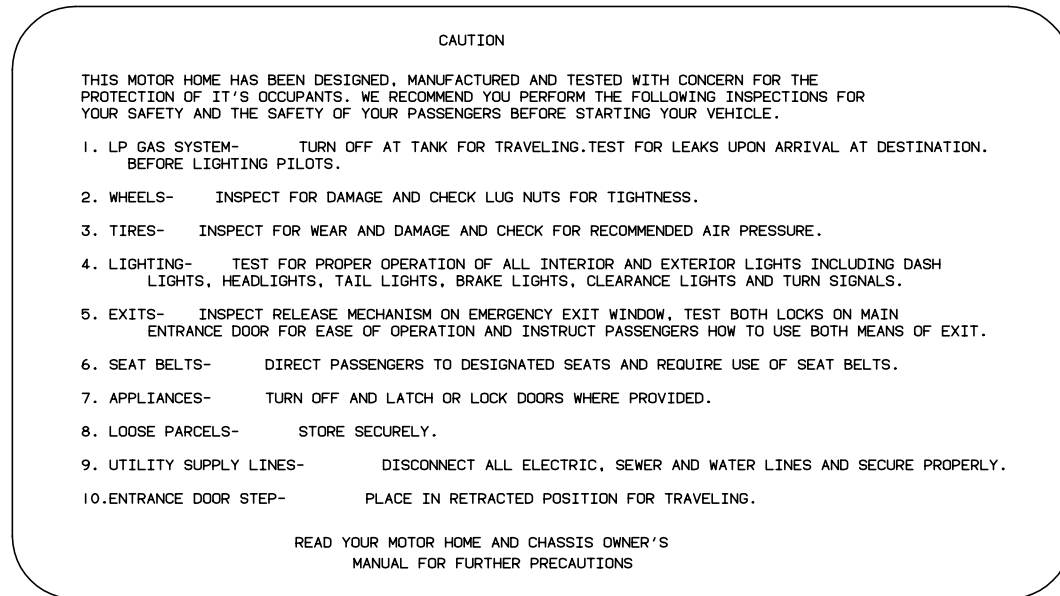 CAUTION
THIS MOTOR HOME HAS BEEN DESIGNED, MANUFACTURED AND TESTED WITH CONCERN FOR THE
PROTECTION OF IT'S OCCUPANTS. WE RECOMMEND YOU PERFORM THE FOLLOWING INSPECTIONS FOR
YOUR SAFETY AND THE SAFETY OF YOUR PASSENGERS BEFORE STARTING YOUR VEHICLE.
1. LP GAS SYSTEM- TURN OFF AT TANK FOR TRAVELING.TEST FOR LEAKS UPON ARRIVAL AT DESTINATION.
BEFORE LIGHTING PILOTS.
2. WHEELS- INSPECT FOR DAMAGE AND CHECK LUG NUTS FOR TIGHTNESS.
3. TIRES- INSPECT FOR WEAR AND DAMAGE AND CHECK FOR RECOMMENDED AIR PRESSURE.
4. LIGHTING- TEST FOR PROPER OPERATION OF ALL INTERIOR AND EXTERIOR LIGHTS INCLUDING DASH
LIGHTS, HEADLIGHTS, TAIL LIGHTS, BRAKE LIGHTS, CLEARANCE LIGHTS AND TURN SIGNALS.
5. EXITS- INSPECT RELEASE MECHANISM ON EMERGENCY EXIT WINDOW, TEST BOTH LOCKS ON MAIN
ENTRANCE DOOR FOR EASE OF OPERATION AND INSTRUCT PASSENGERS HOW TO USE BOTH MEANS OF EXIT.
6. SEAT BELTS- DIRECT PASSENGERS TO DESIGNATED SEATS AND REQUIRE USE OF SEAT BELTS.
7. APPLIANCES- TURN OFF AND LATCH OR LOCK DOORS WHERE PROVIDED.
8. LOOSE PARCELS- STORE SECURELY.
9. UTILITY SUPPLY LINES- DISCONNECT ALL ELECTRIC, SEWER AND WATER LINES AND SECURE PROPERLY.
10.ENTRANCE DOOR STEP- PLACE IN RETRACTED POSITION FOR TRAVELING.
READ YOUR MOTOR HOME AND CHASSIS OWNER'S
MANUAL FOR FURTHER PRECAUTIONS